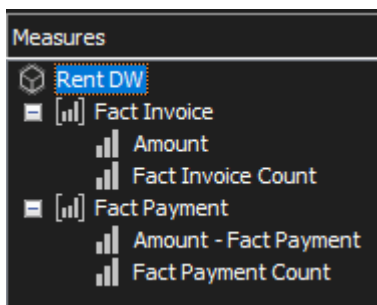 Measures
Rent DW
Fact Invoice
Amount
Fact Invoice Count
Fact Payment
Amount - Fact Payment
Fact Payment Count